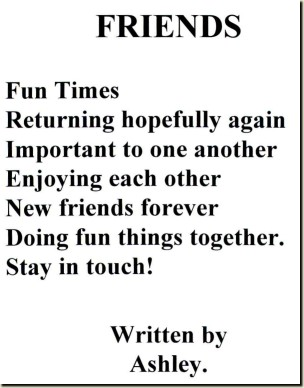 FRIENDS
Fun Times
Returning hopefully again
Important to one another
Enjoying each other
New friends forever
Doing fun things together.
Stay in touch!
Written by
Ashley.